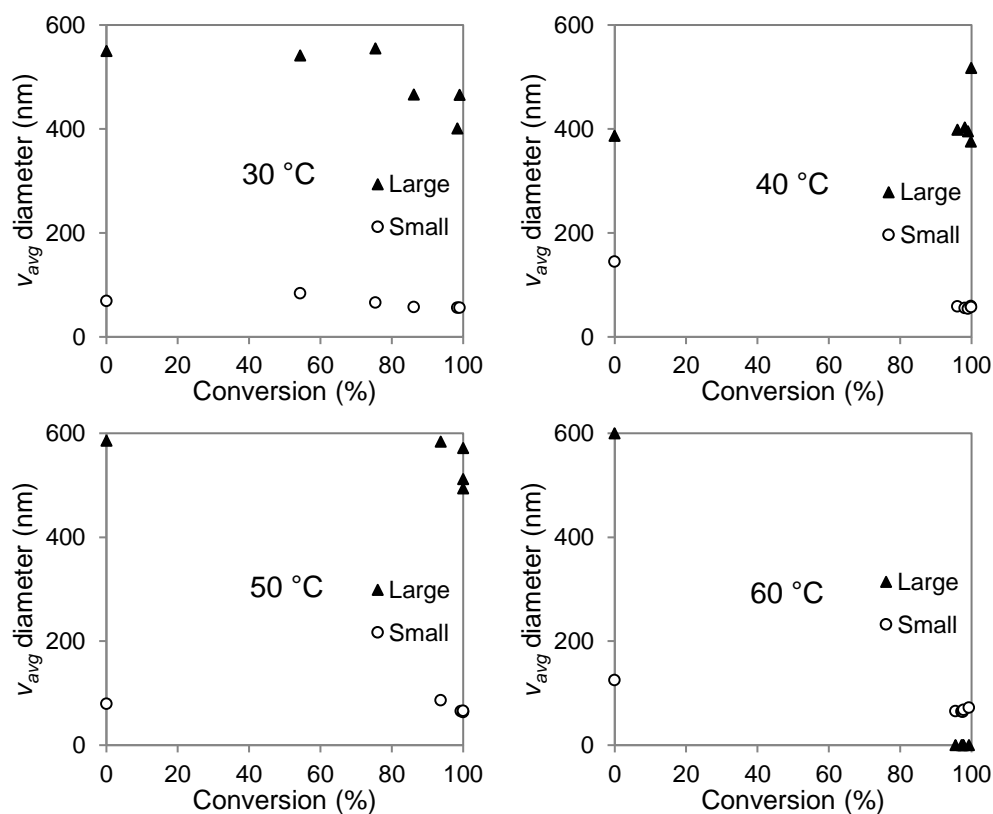 600
400
200
0
v_avg diameter (nm)
30 °C
Large
Small
0 20 40 60 80 100
Conversion (%)
600
400
200
0
v_avg diameter (nm)
40 °C
Large
Small
0 20 40 60 80 100
Conversion (%)
600
400
200
0
v_avg diameter (nm)
50 °C
Large
Small
0 20 40 60 80 100
Conversion (%)
600
400
200
0
v_avg diameter (nm)
60 °C
Large
Small
0 20 40 60 80 100
Conversion (%)